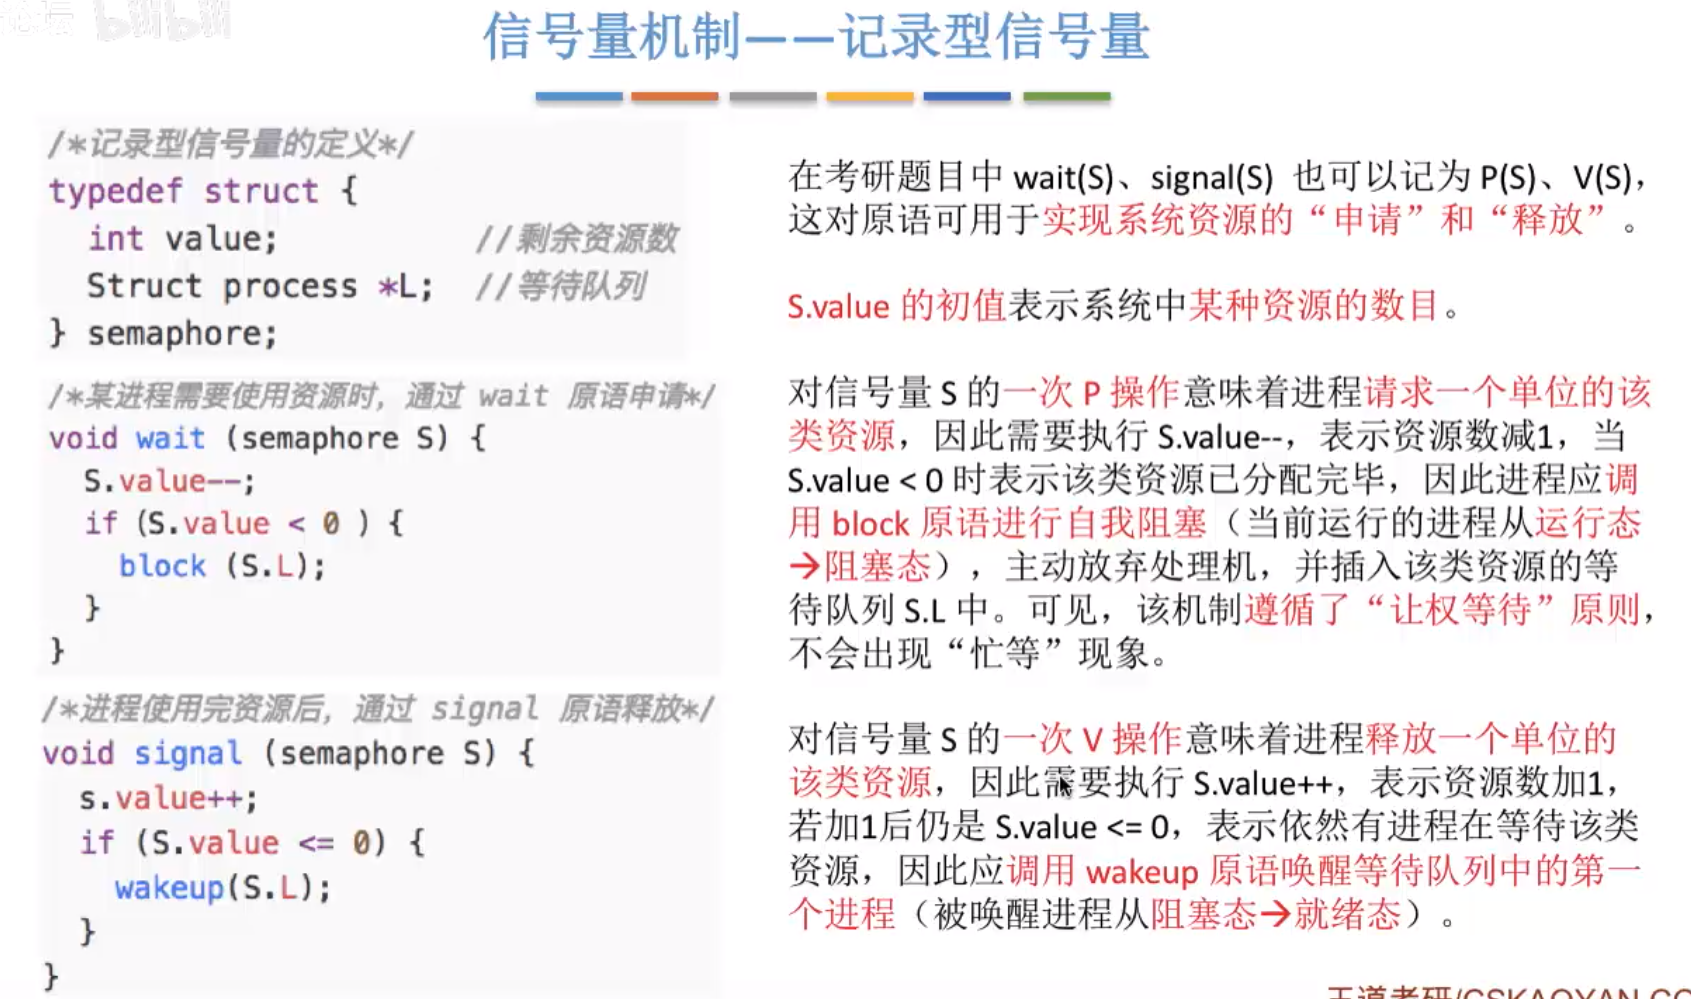 论坛 bilibili
信号量机制——记录型信号量
/*记录型信号量的定义*/
typedef struct {
int value; //剩余资源数
Struct process *L; //等待队列
} semaphore;
/*某进程需要使用资源时，通过 wait 原语申请*/
void wait (semaphore S) {
S.value--;
if (S.value < 0 ) {
block (S.L);
}
}
/*进程使用完资源后，通过 signal 原语释放*/
void signal (semaphore S) {
s.value++;
if (S.value <= 0) {
wakeup(S.L);
}
}
在考研题目中 wait(S)、signal(S) 也可以记为 P(S)、V(S)，
这对原语可用于实现系统资源的“申请”和“释放”。
S.value 的初值表示系统中某种资源的数目。
对信号量 S 的一次 P 操作意味着进程请求一个单位的该
类资源，因此需要执行 S.value--，表示资源数减1，当
S.value < 0 时表示该类资源已分配完毕，因此进程应调
用 block 原语进行自我阻塞（当前运行的进程从运行态
→阻塞态），主动放弃处理机，并插入该类资源的等
待队列 S.L 中。可见，该机制遵循了“让权等待”原则，
不会出现“忙等”现象。
对信号量 S 的一次 V 操作意味着进程释放一个单位的
该类资源，因此需要执行 S.value++，表示资源数加1，
若加1后仍是 S.value <= 0，表示依然有进程在等待该类
资源，因此应调用 wakeup 原语唤醒等待队列中的第一
个进程（被唤醒进程从阻塞态→就绪态）。
王道考研/CSKAOYAN.CO